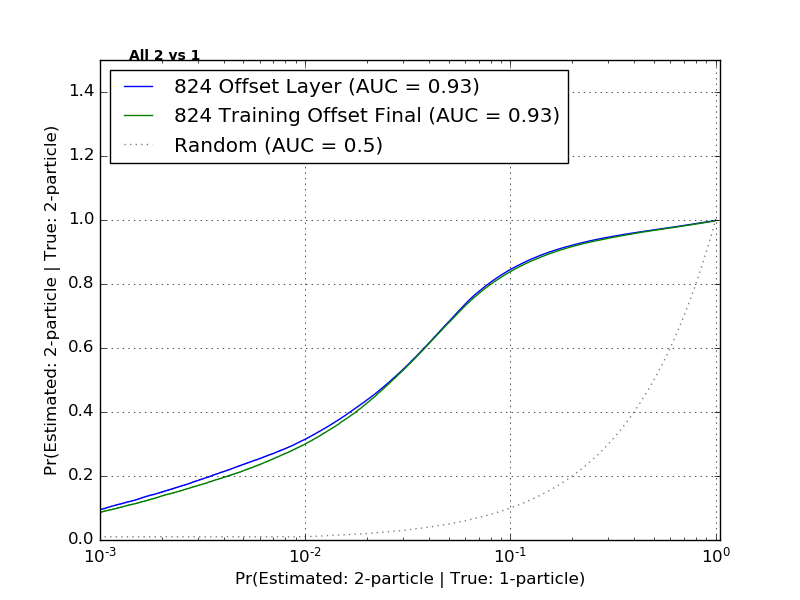 All 2 vs 1
824 Offset Layer (AUC = 0.93)
824 Training Offset Final (AUC = 0.93)
Random (AUC = 0.5)
Pr(Estimated: 2-particle | True: 2-particle)
1.4
1.2
1.0
0.8
0.6
0.4
0.2
0.0
10^-3 10^-2 10^-1 10^0
Pr(Estimated: 2-particle | True: 1-particle)